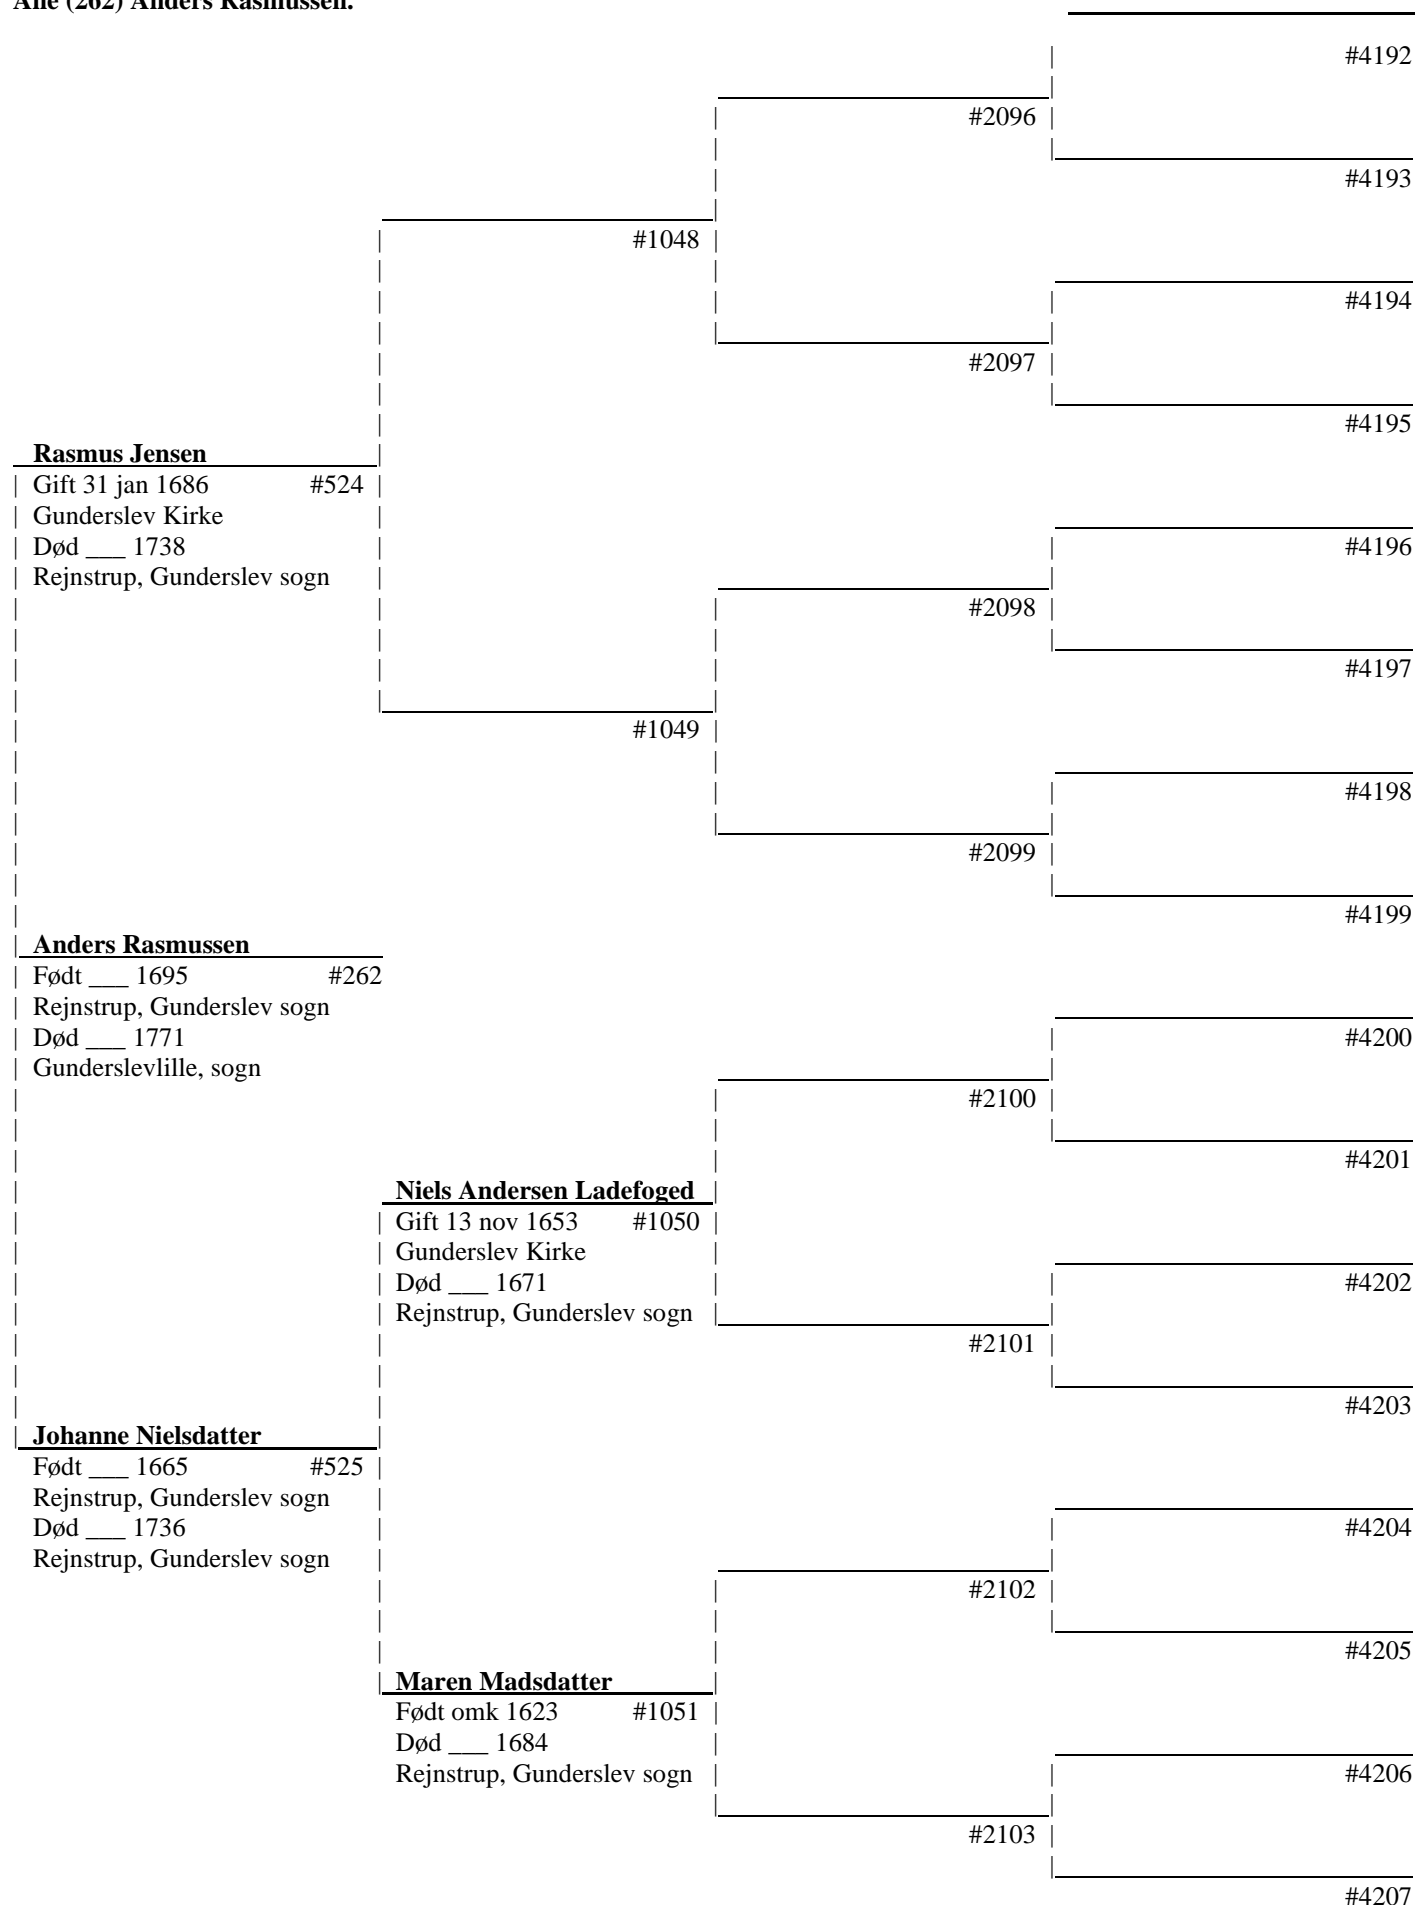 Ane (262) Anders Rasmussen.
#4192
#2096
#4193
#1048
#4194
#2097
#4195
Rasmus Jensen
Gift 31 jan 1686 #524
Gunderslev Kirke
#4196
Død ___ 1738
Rejnstrup, Gunderslev sogn
#2098
#4197
#1049
#4198
#2099
#4199
Anders Rasmussen
Født ___ 1695 #262
Rejnstrup, Gunderslev sogn
Død ___ 1771
#4200
Gunderslevlille, sogn
#2100
#4201
Niels Andersen Ladefoged
Gift 13 nov 1653 #1050
Gunderslev Kirke
Død ___ 1671
#4202
Rejnstrup, Gunderslev sogn
#2101
#4203
Johanne Nielsdatter
Født ___ 1665 #525
Rejnstrup, Gunderslev sogn
Død ___ 1736
#4204
Rejnstrup, Gunderslev sogn
#2102
#4205
Maren Madsdatter
Født omk 1623 #1051
Død ___ 1684
Rejnstrup, Gunderslev sogn
#4206
#2103
#4207